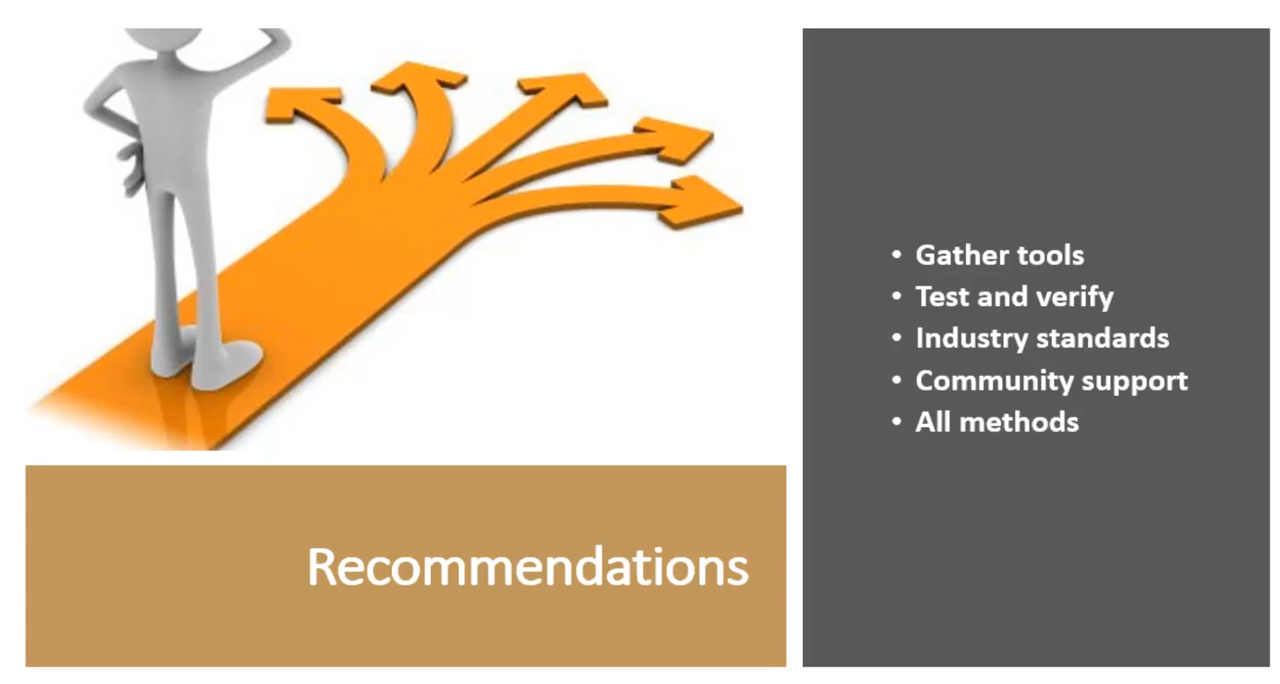 Recommendations
• Gather tools
• Test and verify
• Industry standards
• Community support
• All methods